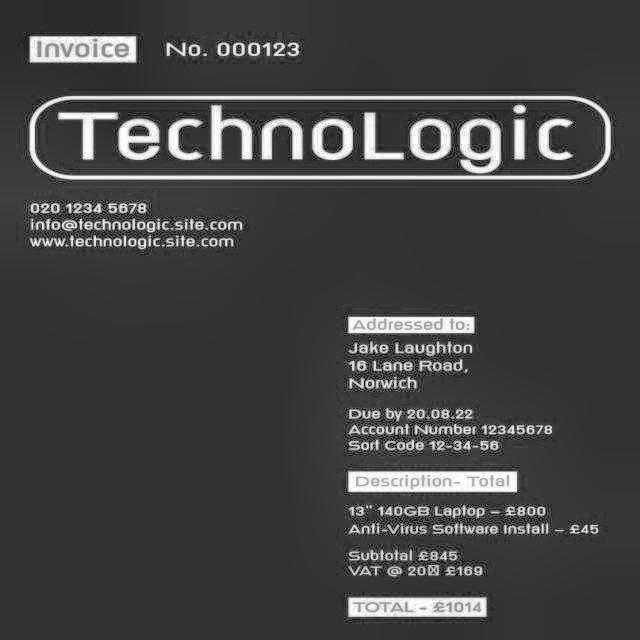 Invoice No. 000123
TechnoLogic
020 1234 5678
info@technologic.site.com
www.technologic.site.com
Addressed to:
Jake Laughton
16 Lane Road,
Norwich
Due by 20.08.22
Account Number 12345678
Sort Code 12-34-56
Description- Total
13" 140GB Laptop – £800
Anti-Virus Software Install – £45
Subtotal £845
VAT @ 20☒ £169
TOTAL - £1014